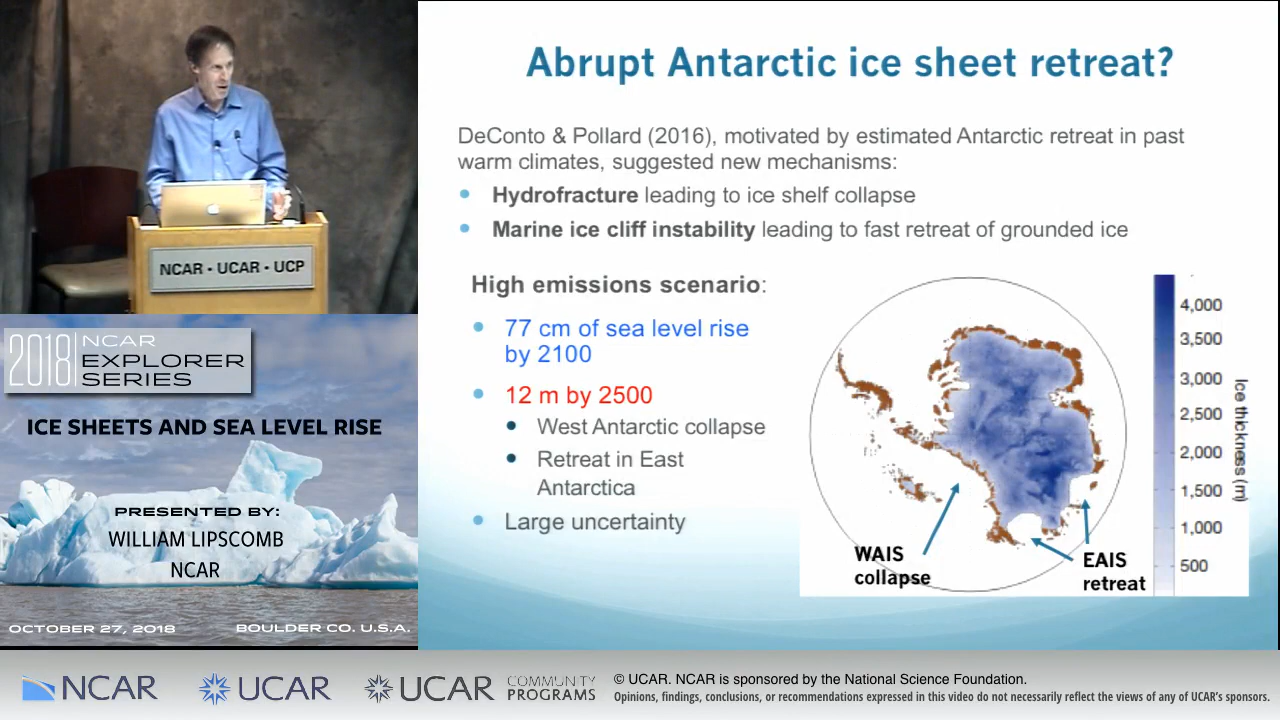 NCAR • UCAR • UCP
2018 NCAR
EXPLORER
SERIES
ICE SHEETS AND SEA LEVEL RISE
PRESENTED BY:
WILLIAM LIPSCOMB
NCAR
OCTOBER 27, 2018 BOULDER CO. U.S.A.
Abrupt Antarctic ice sheet retreat?
DeConto & Pollard (2016), motivated by estimated Antarctic retreat in past
warm climates, suggested new mechanisms:
• Hydrofracture leading to ice shelf collapse
• Marine ice cliff instability leading to fast retreat of grounded ice
High emissions scenario:
• 77 cm of sea level rise
by 2100
• 12 m by 2500
• West Antarctic collapse
• Retreat in East
Antarctica
• Large uncertainty
WAIS
collapse
EAIS
retreat
4,000
3,500
3,000
2,500
2,000
1,500
1,000
500
Ice thickness (m)
NCAR UCAR UCAR COMMUNITY
PROGRAMS
© UCAR. NCAR is sponsored by the National Science Foundation.
Opinions, findings, conclusions, or recommendations expressed in this video do not necessarily reflect the views of any of UCAR's sponsors.